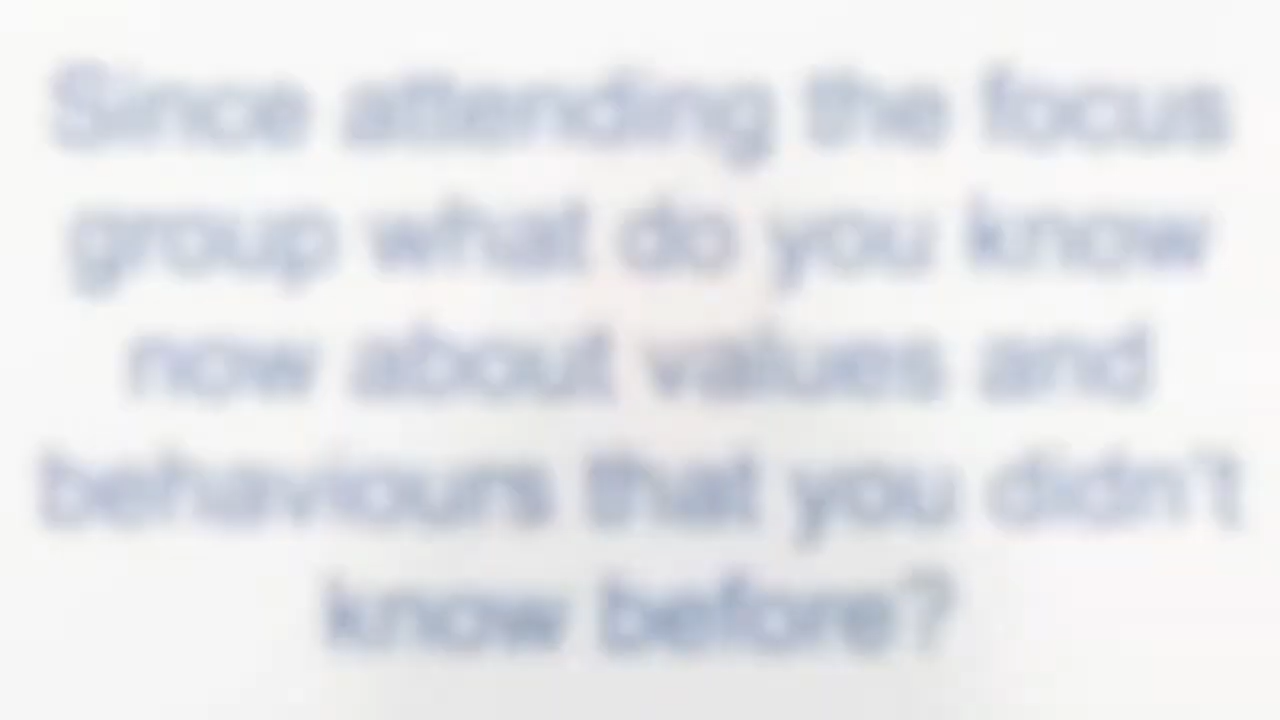 Since attending the focus
group what do you know
now about values and
behaviours that you didn't
know before?